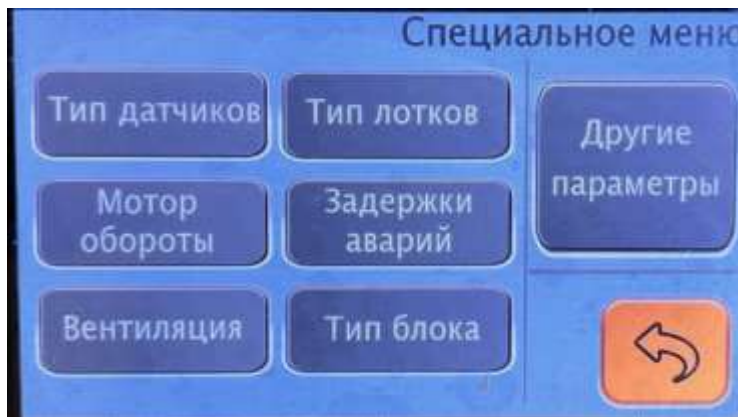 Специальное меню
Тип датчиков
Тип лотков
Другие
параметры
Мотор
обороты
Задержки
аварий
Вентиляция
Тип блока